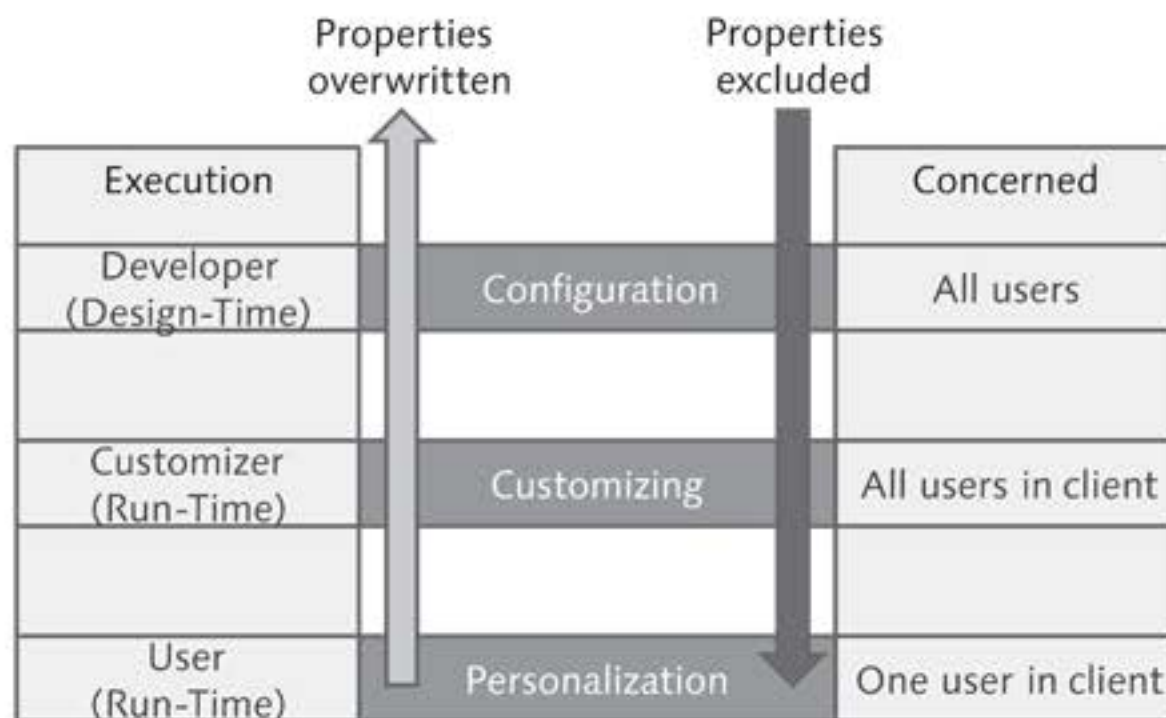 Properties
overwritten
Properties
excluded
Execution
Concerned
Developer
(Design-Time)
Configuration
All users
Customizer
(Run-Time)
Customizing
All users in client
User
(Run-Time)
Personalization
One user in client